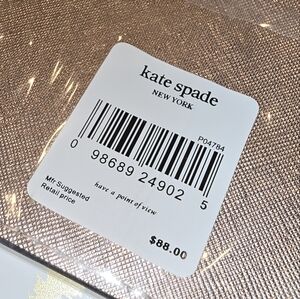 kate spade
NEW YORK
P04784
0 98689 24902 5
have a point of view
Mfr.Suggested
Retail price
$88.00